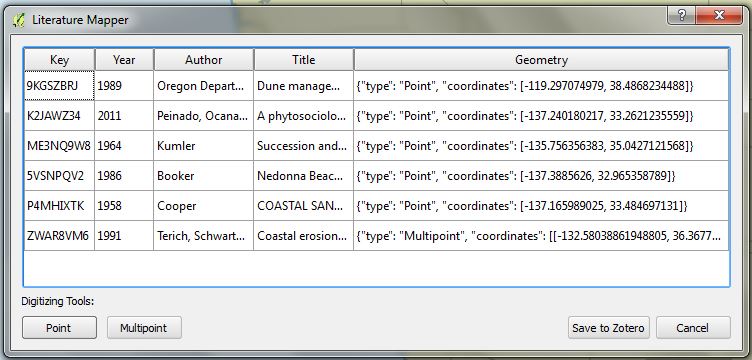 Literature Mapper
Key Year Author Title Geometry
9KGSZBRJ 1989 Oregon Depart... Dune manage... {"type": "Point", "coordinates": [-119.297074979, 38.4868234488]}
K2JAWZ34 2011 Peinado, Ocana... A phytosociolo... {"type": "Point", "coordinates": [-137.240180217, 33.2621235559]}
ME3NQ9W8 1964 Kumler Succession and... {"type": "Point", "coordinates": [-135.756356383, 35.0427121568]}
5VSNPQV2 1986 Booker Nedonna Beac... {"type": "Point", "coordinates": [-137.3885626, 32.965358789]}
P4MHIXTK 1958 Cooper COASTAL SAN... {"type": "Point", "coordinates": [-137.165989025, 33.484697131]}
ZWAR8VM6 1991 Terich, Schwart... Coastal erosion... {"type": "Multipoint", "coordinates": [[-132.58038861948805, 36.3677...
Digitizing Tools:
Point Multipoint Save to Zotero Cancel